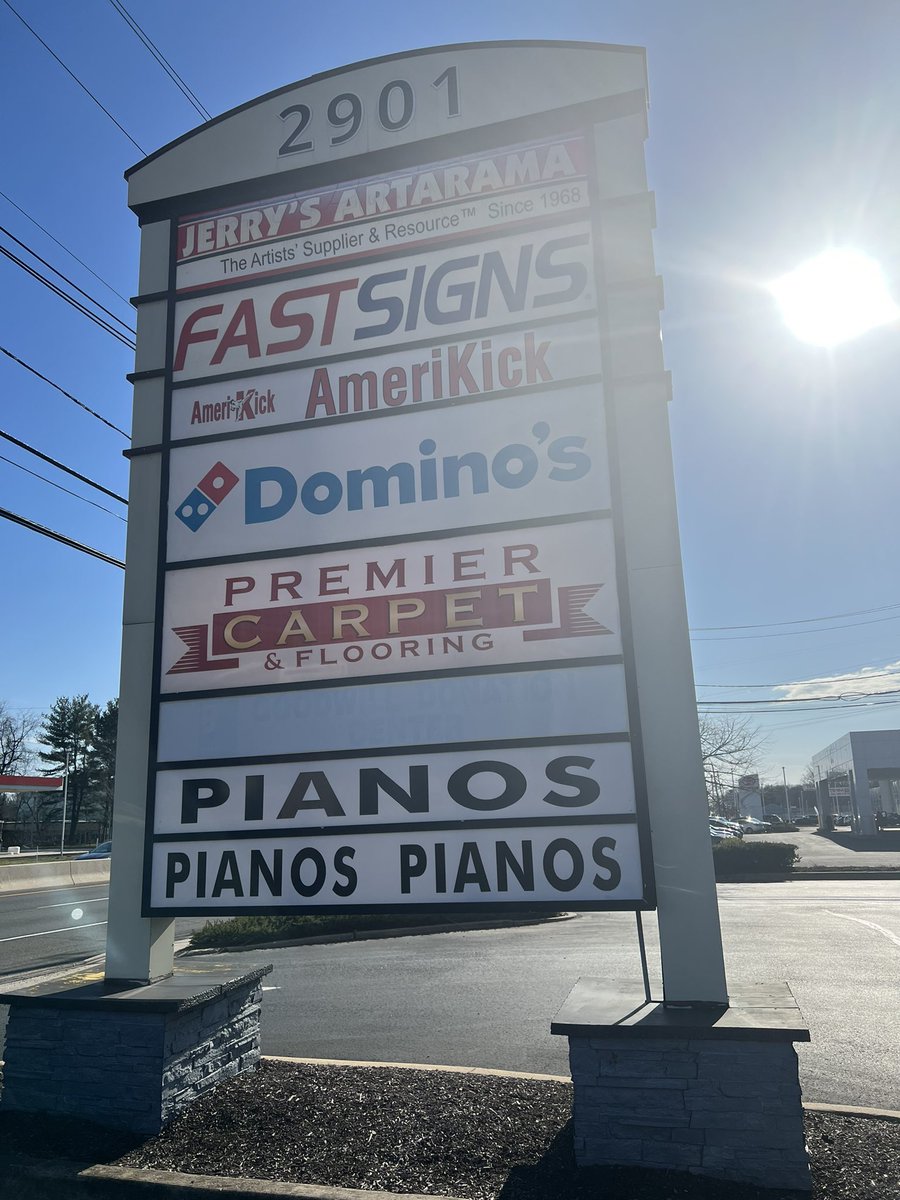 2901
JERRY'S ARTARAMA
The Artists' Supplier & Resource™ Since 1968
FASTSIGNS
AmeriKick AmeriKick
Domino's
PREMIER
CARPET
& FLOORING
CENTER
PIANOS
PIANOS PIANOS